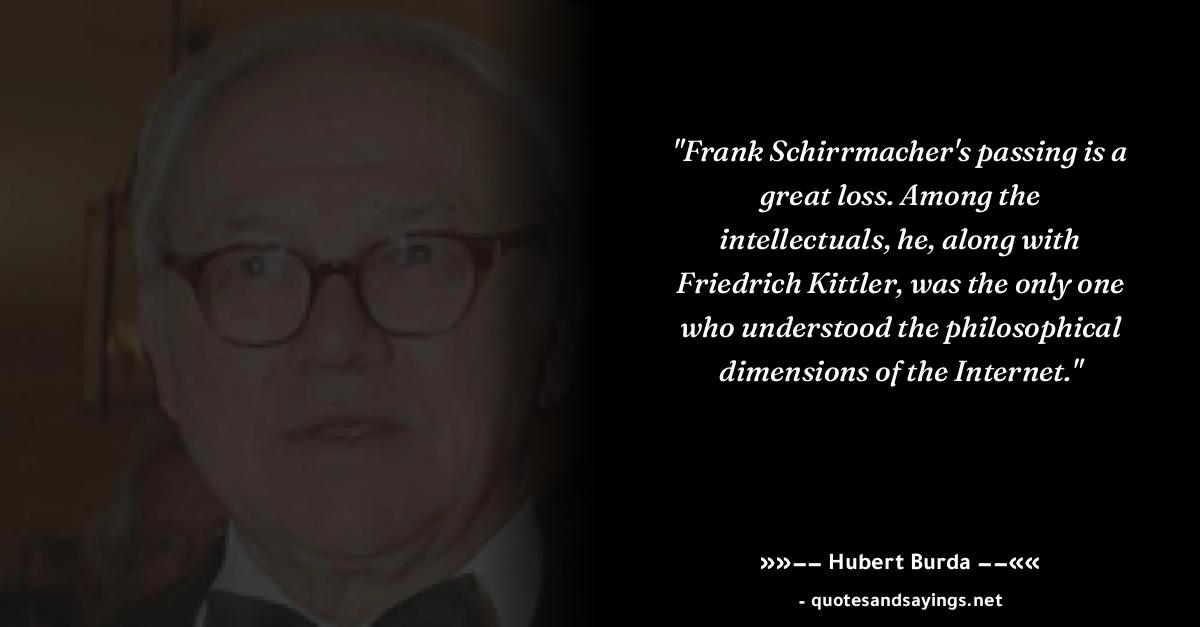 "Frank Schirrmacher's passing is a
great loss. Among the
intellectuals, he, along with
Friedrich Kittler, was the only one
who understood the philosophical
dimensions of the Internet."
»»–– Hubert Burda ––««
- quotesandsayings.net